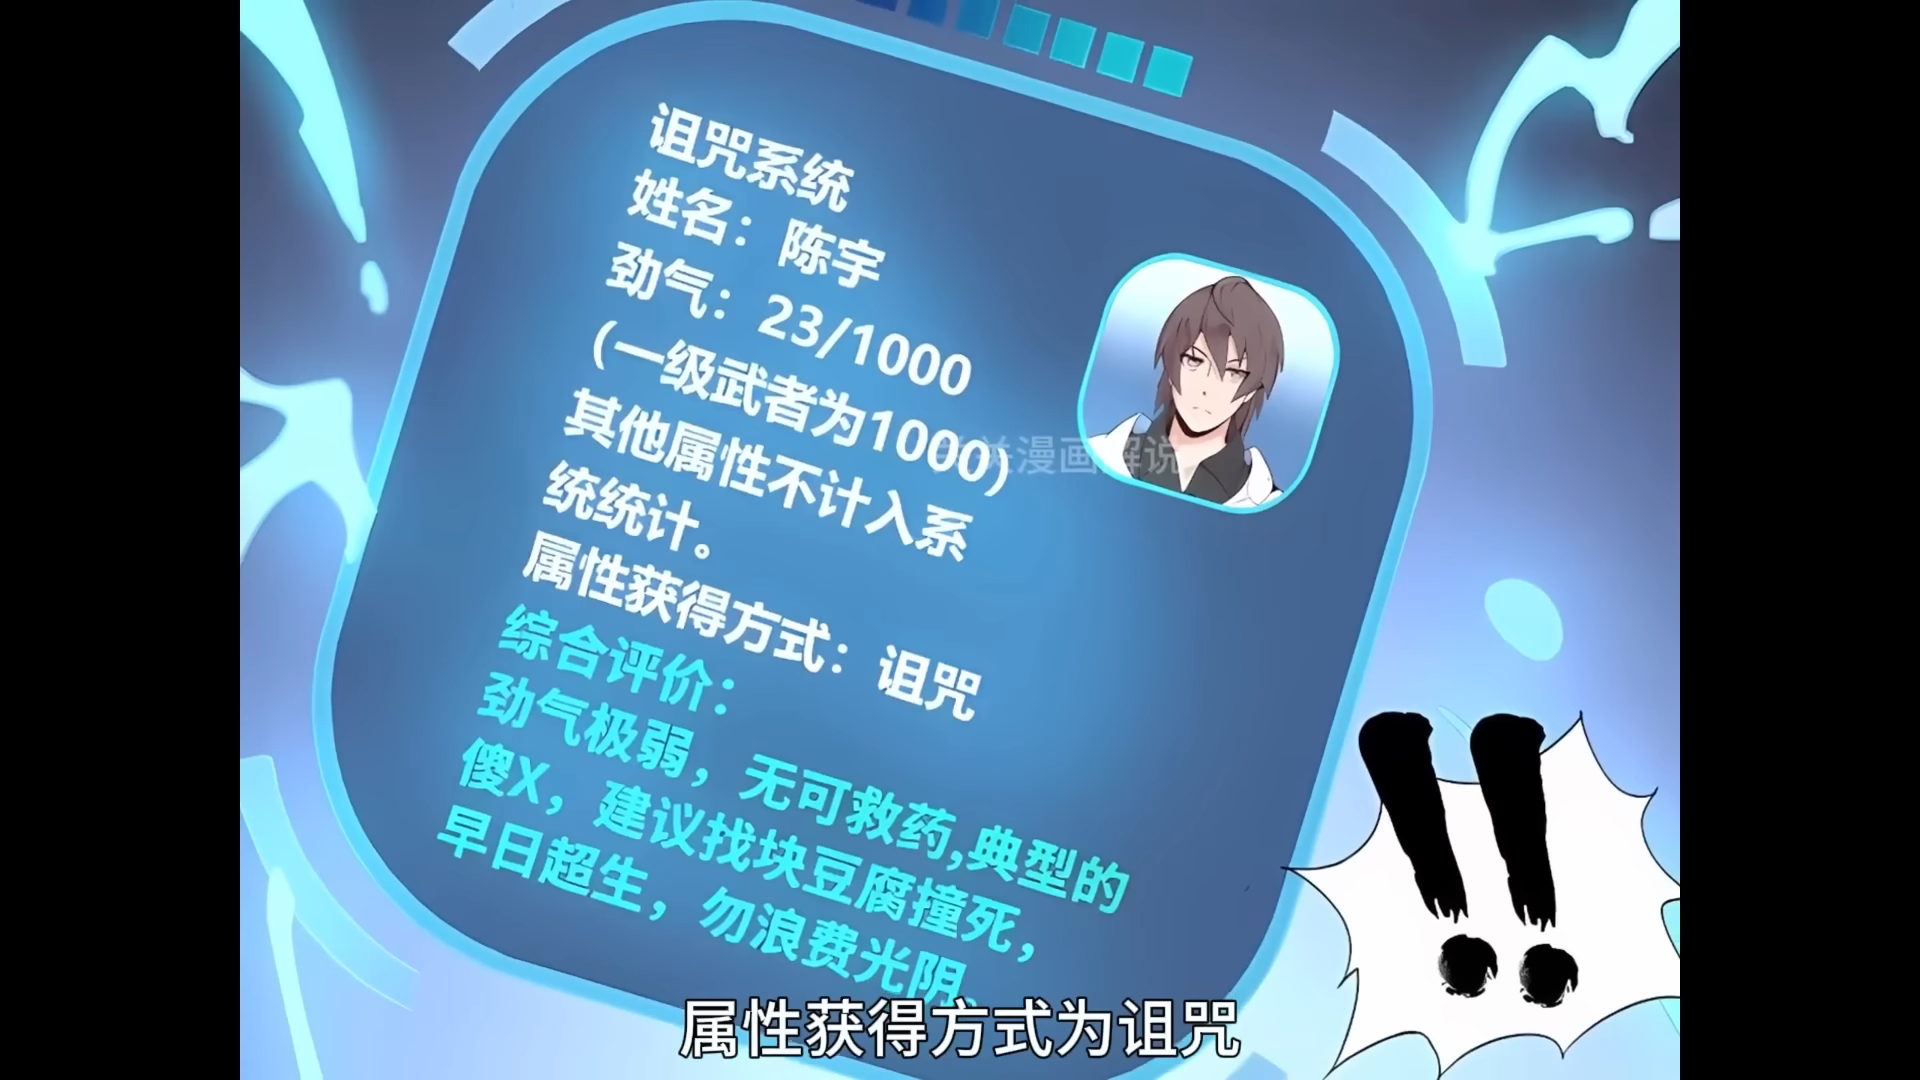 诅咒系统
姓名：陈宇
劲气：23/1000
（一级武者为1000）
其他属性不计入系
统统计。
属性获得方式：诅咒
综合评价：
劲气极弱，无可救药,典型的
傻X，建议找块豆腐撞死，
早日超生，勿浪费光阴。
漫画解说
属性获得方式为诅咒